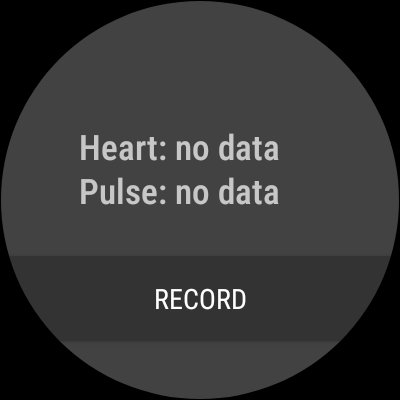 Heart: no data
Pulse: no data
RECORD